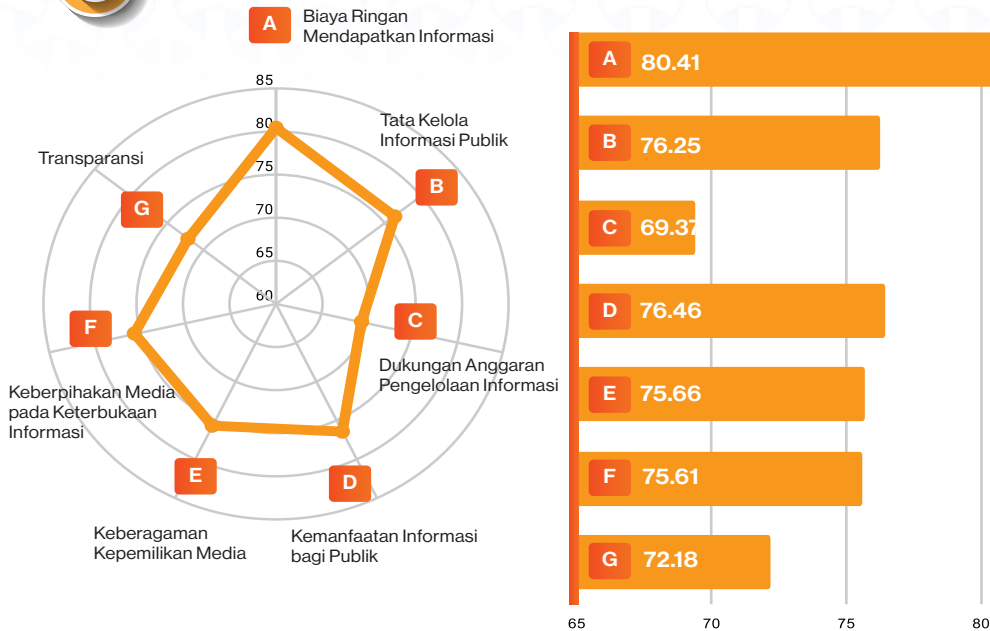 A
Biaya Ringan
Mendapatkan Informasi
85
80
75
70
65
60
Tata Kelola
Informasi Publik
B
C
Dukungan Anggaran
Pengelolaan Informasi
D
Kemanfaatan Informasi
bagi Publik
E
Keberagaman
Kepemilikan Media
F
Keberpihakan Media
pada Keterbukaan
Informasi
Transparansi
G
A 80.41
B 76.25
C 69.37
D 76.46
E 75.66
F 75.61
G 72.18
65 70 75 80